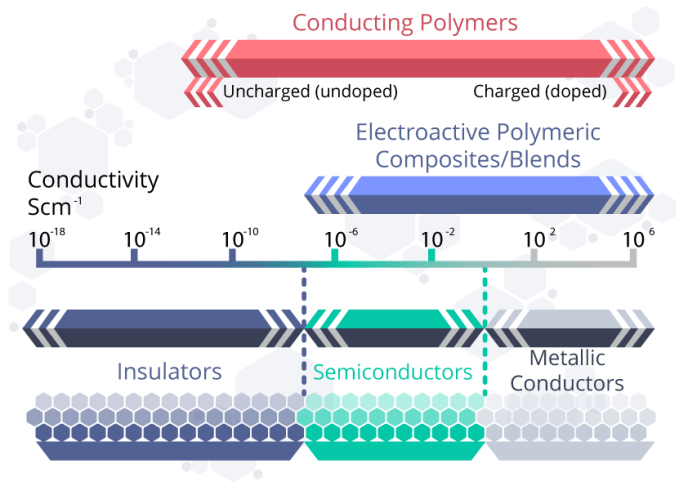 Conducting Polymers
Uncharged (undoped)
Charged (doped)
Electroactive Polymeric
Composites/Blends
Conductivity
Scm⁻¹
10⁻¹⁸ 10⁻¹⁴ 10⁻¹⁰ 10⁻⁶ 10⁻² 10² 10⁶
Insulators
Semiconductors
Metallic
Conductors